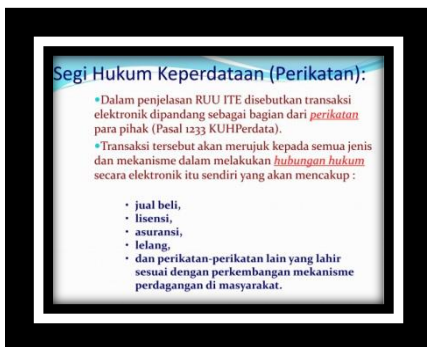 Segi Hukum Keperdataan (Perikatan):
•Dalam penjelasan RUU ITE disebutkan transaksi
elektronik dipandang sebagai bagian dari perikatan
para pihak (Pasal 1233 KUHPerdata).
•Transaksi tersebut akan merujuk kepada semua jenis
dan mekanisme dalam melakukan hubungan hukum
secara elektronik itu sendiri yang akan mencakup :
• jual beli,
• lisensi,
• asuransi,
• lelang,
• dan perikatan-perikatan lain yang lahir
sesuai dengan perkembangan mekanisme
perdagangan di masyarakat.